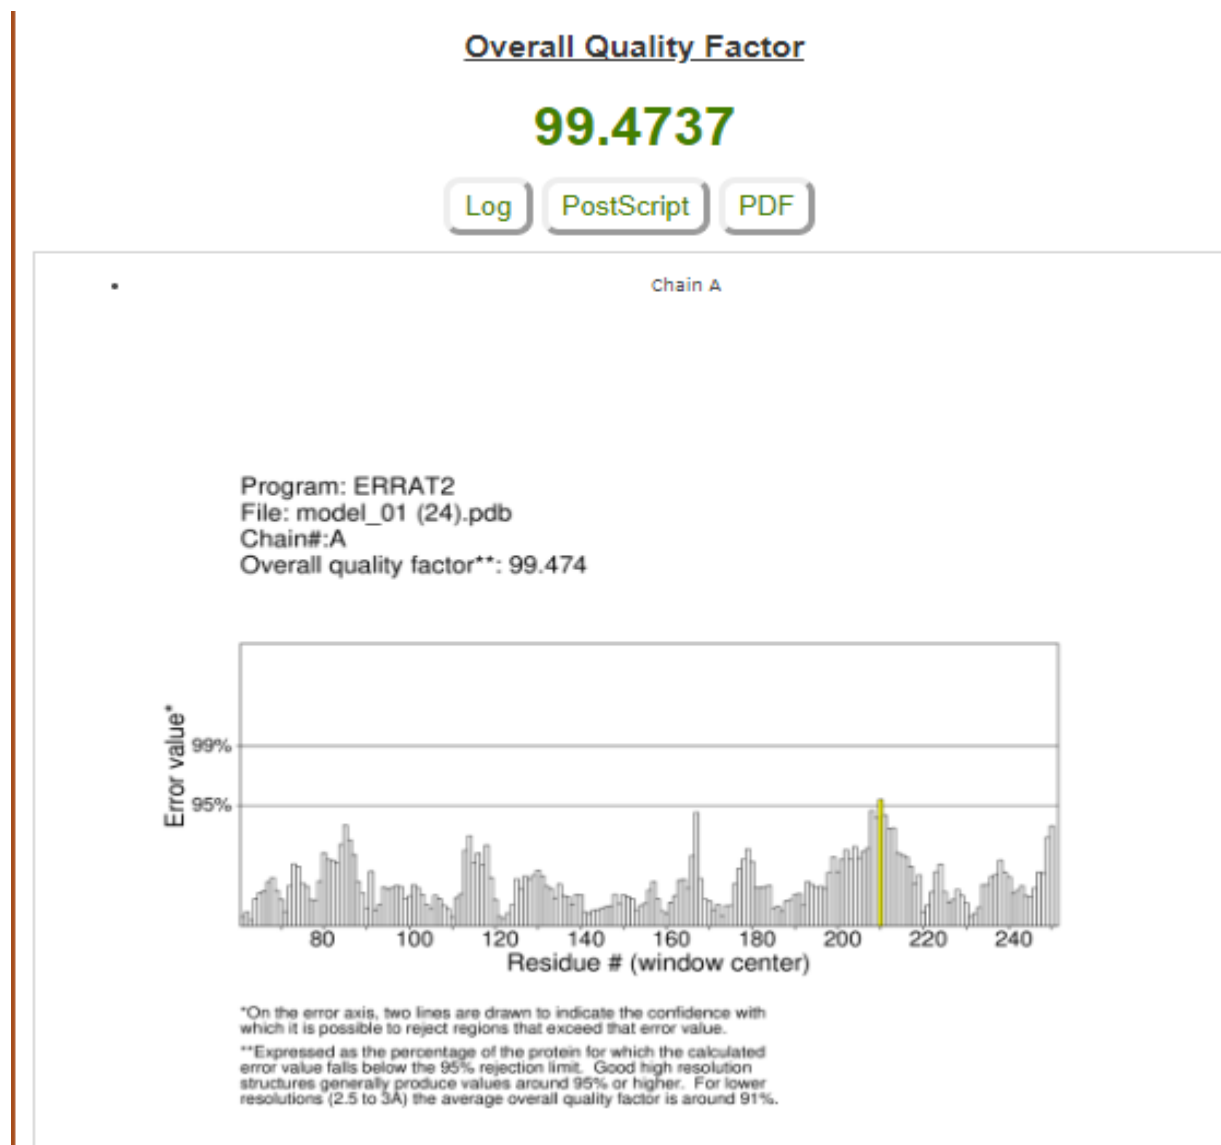 Overall Quality Factor
99.4737
Log PostScript PDF
• Chain A
Program: ERRAT2
File: model_01 (24).pdb
Chain#:A
Overall quality factor**: 99.474
Error value*
99%
95%
80 100 120 140 160 180 200 220 240
Residue # (window center)
*On the error axis, two lines are drawn to indicate the confidence with
which it is possible to reject regions that exceed that error value.
**Expressed as the percentage of the protein for which the calculated
error value falls below the 95% rejection limit. Good high resolution
structures generally produce values around 95% or higher. For lower
resolutions (2.5 to 3A) the average overall quality factor is around 91%.